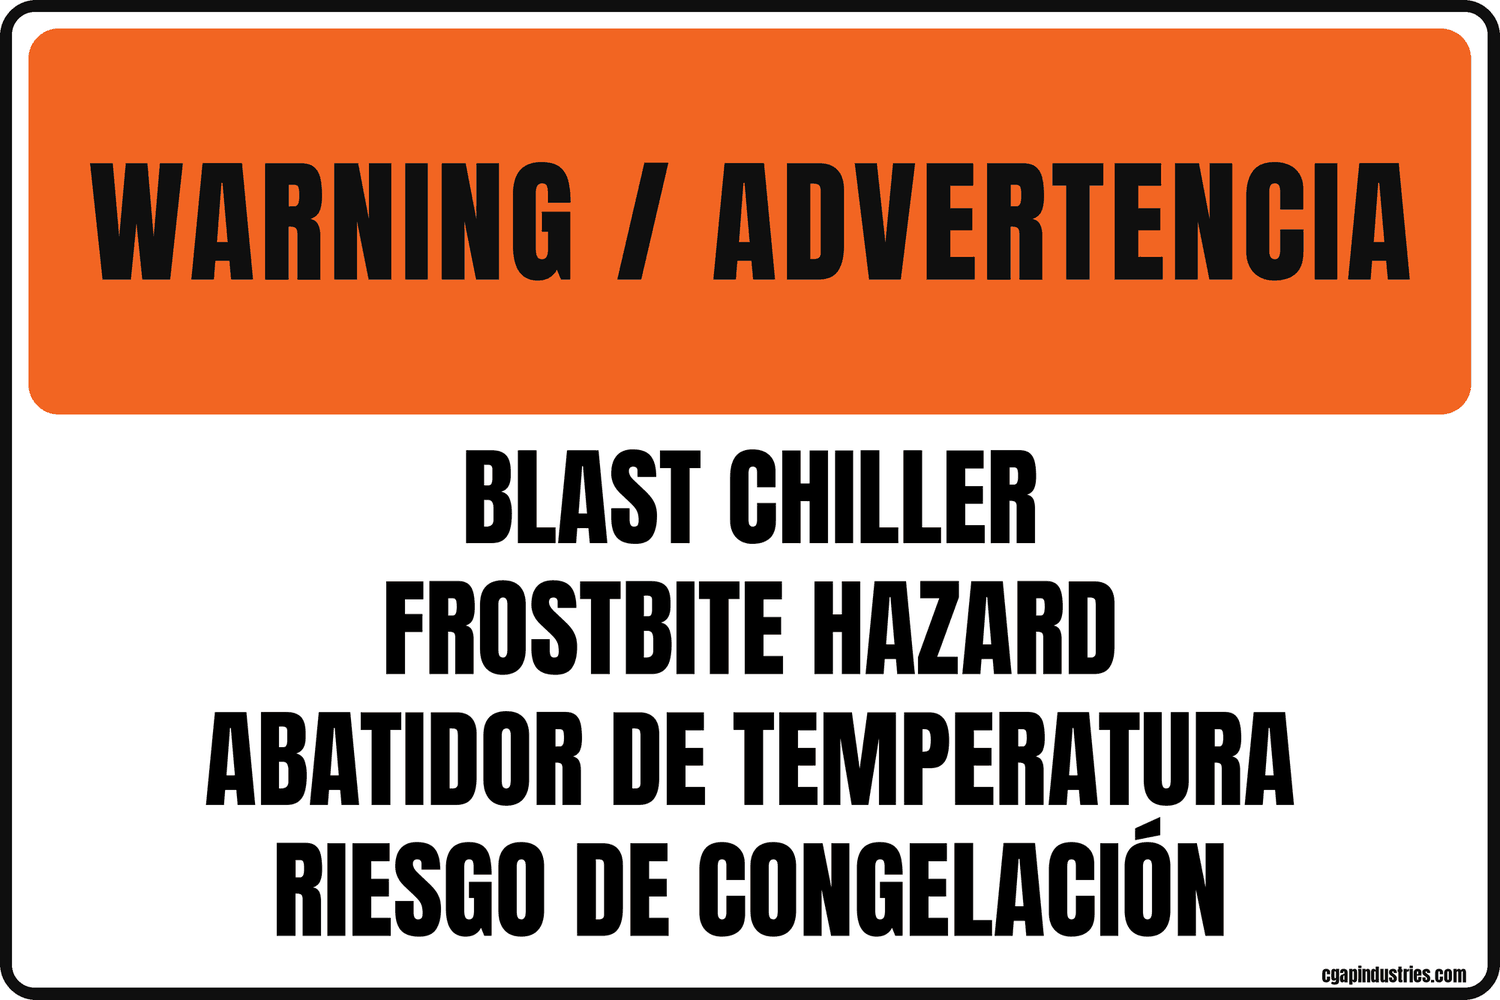 WARNING / ADVERTENCIA
BLAST CHILLER
FROSTBITE HAZARD
ABATIDOR DE TEMPERATURA
RIESGO DE CONGELACIÓN
cgapindustries.com